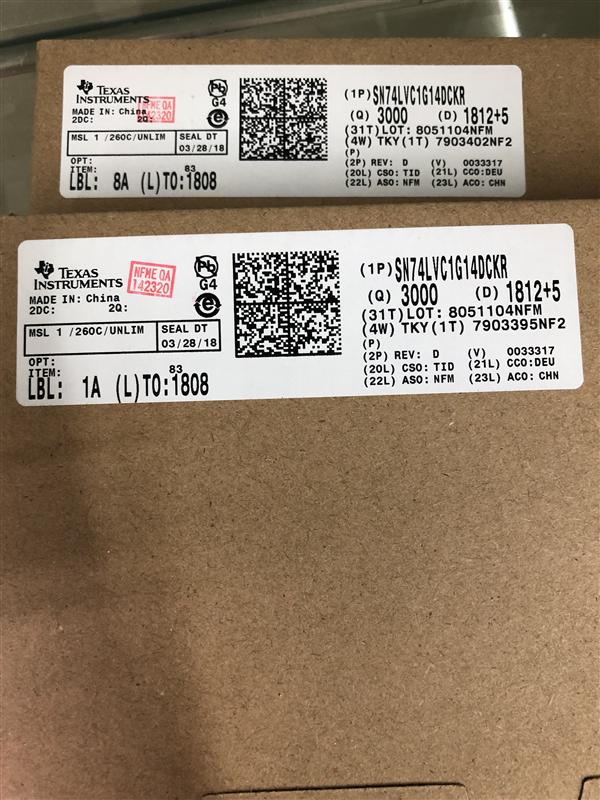 TEXAS
INSTRUMENTS
NFME QA
142320
MADE IN: China
2DC: 2Q:
MSL 1 /260C/UNLIM
SEAL DT
03/28/18
OPT:
ITEM: 83
LBL: 8A (L)TO:1808
Pb
G4
e
(1P)SN74LVC1G14DCKR
(Q) 3000 (D) 1812+5
(31T)LOT: 8051104NFM
(4W) TKY(1T) 7903402NF2
(P)
(2P) REV: D (V) 0033317
(20L) CSO: TID (21L) CCO:DEU
(22L) ASO: NFM (23L) ACO: CHN
TEXAS
INSTRUMENTS
NFME QA
142320
MADE IN: China
2DC: 2Q:
MSL 1 /260C/UNLIM
SEAL DT
03/28/18
OPT:
ITEM: 83
LBL: 1A (L)TO:1808
Pb
G4
e
(1P)SN74LVC1G14DCKR
(Q) 3000 (D) 1812+5
(31T)LOT: 8051104NFM
(4W) TKY(1T) 7903395NF2
(P)
(2P) REV: D (V) 0033317
(20L) CSO: TID (21L) CCO:DEU
(22L) ASO: NFM (23L) ACO: CHN